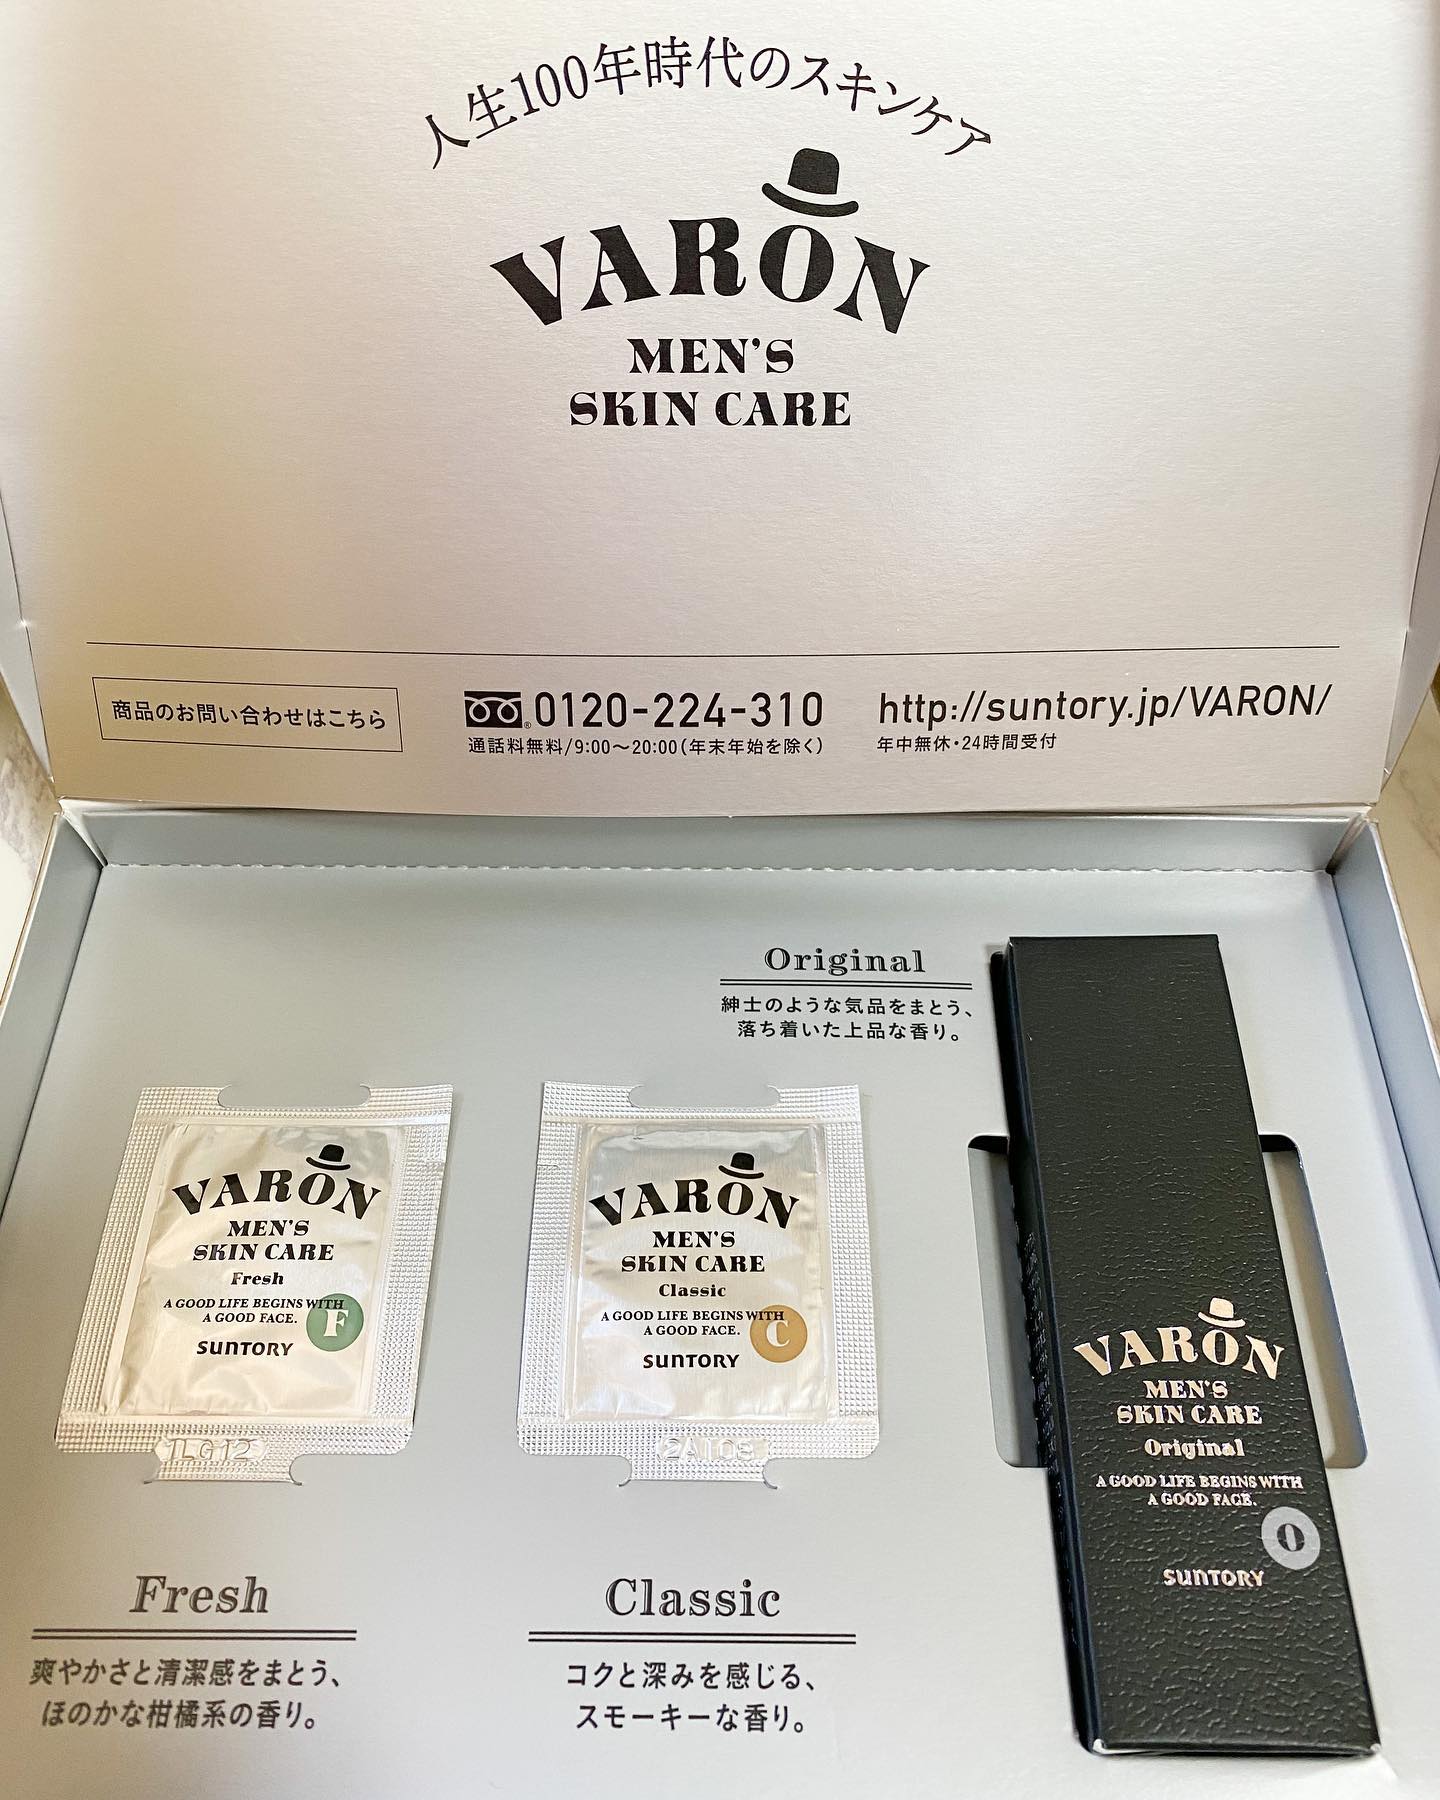 人生100年時代のスキンケア
VARON
MEN'S
SKIN CARE
商品のお問い合わせはこちら
0120-224-310
通話料無料/9:00〜20:00(年末年始を除く)
http://suntory.jp/VARON/
年中無休・24時間受付
Original
紳士のような気品をまとう、
落ち着いた上品な香り。
VARON
MEN'S
SKIN CARE
Fresh
A GOOD LIFE BEGINS WITH
A GOOD FACE.
F
SUNTORY
1LG12
VARON
MEN'S
SKIN CARE
Classic
A GOOD LIFE BEGINS WITH
A GOOD FACE.
C
SUNTORY
VARON
MEN'S
SKIN CARE
Original
A GOOD LIFE BEGINS WITH
A GOOD FACE.
O
SUNTORY
Fresh
爽やかさと清潔感をまとう、
ほのかな柑橘系の香り。
Classic
コクと深みを感じる、
スモーキーな香り。